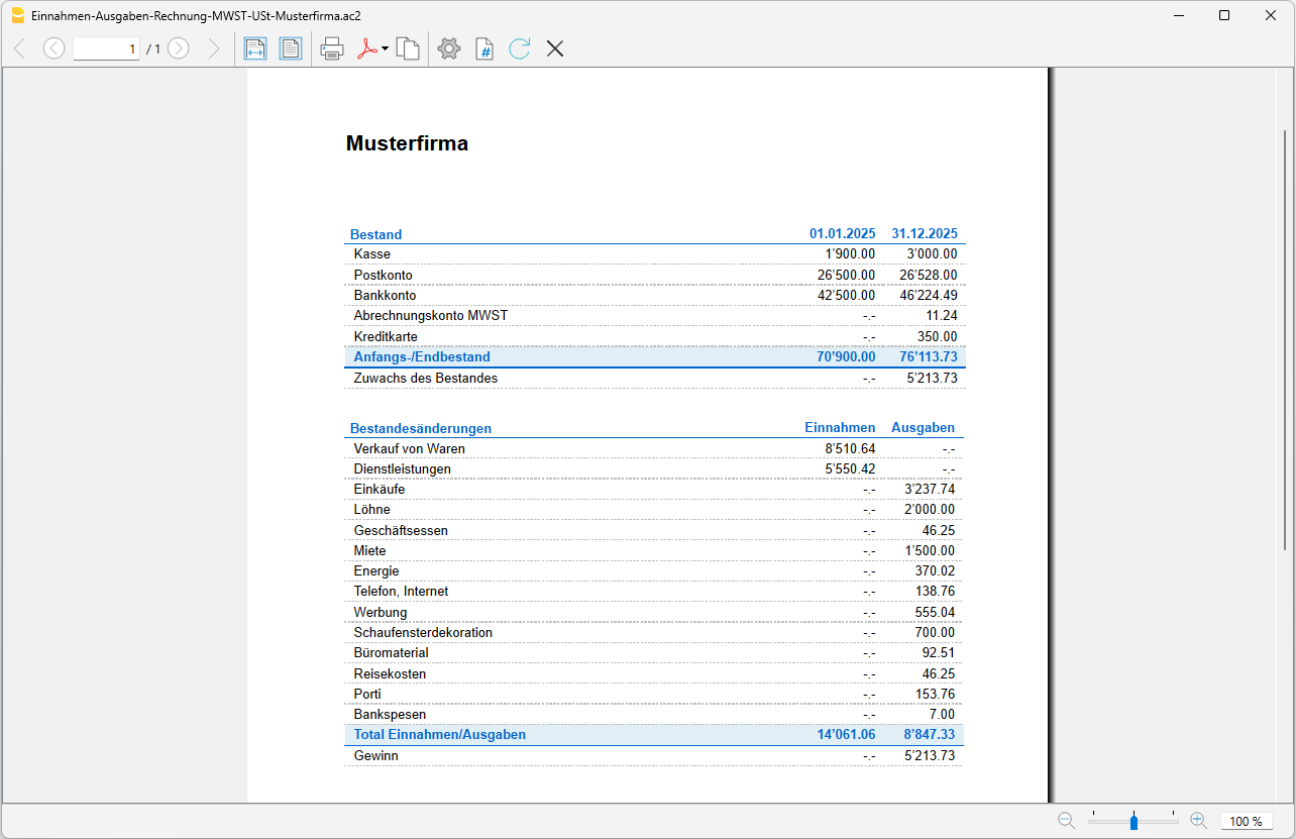 Einnahmen-Ausgaben-Rechnung-MWST-USt-Musterfirma.ac2
1 / 1
Musterfirma
Bestand 01.01.2025 31.12.2025
Kasse 1'900.00 3'000.00
Postkonto 26'500.00 26'528.00
Bankkonto 42'500.00 46'224.49
Abrechnungskonto MWST -.- 11.24
Kreditkarte -.- 350.00
Anfangs-/Endbestand 70'900.00 76'113.73
Zuwachs des Bestandes -.- 5'213.73
Bestandesänderungen Einnahmen Ausgaben
Verkauf von Waren 8'510.64 -.-
Dienstleistungen 5'550.42 -.-
Einkäufe -.- 3'237.74
Löhne -.- 2'000.00
Geschäftsessen -.- 46.25
Miete -.- 1'500.00
Energie -.- 370.02
Telefon, Internet -.- 138.76
Werbung -.- 555.04
Schaufensterdekoration -.- 700.00
Büromaterial -.- 92.51
Reisekosten -.- 46.25
Porti -.- 153.76
Bankspesen -.- 7.00
Total Einnahmen/Ausgaben 14'061.06 8'847.33
Gewinn -.- 5'213.73
100 %